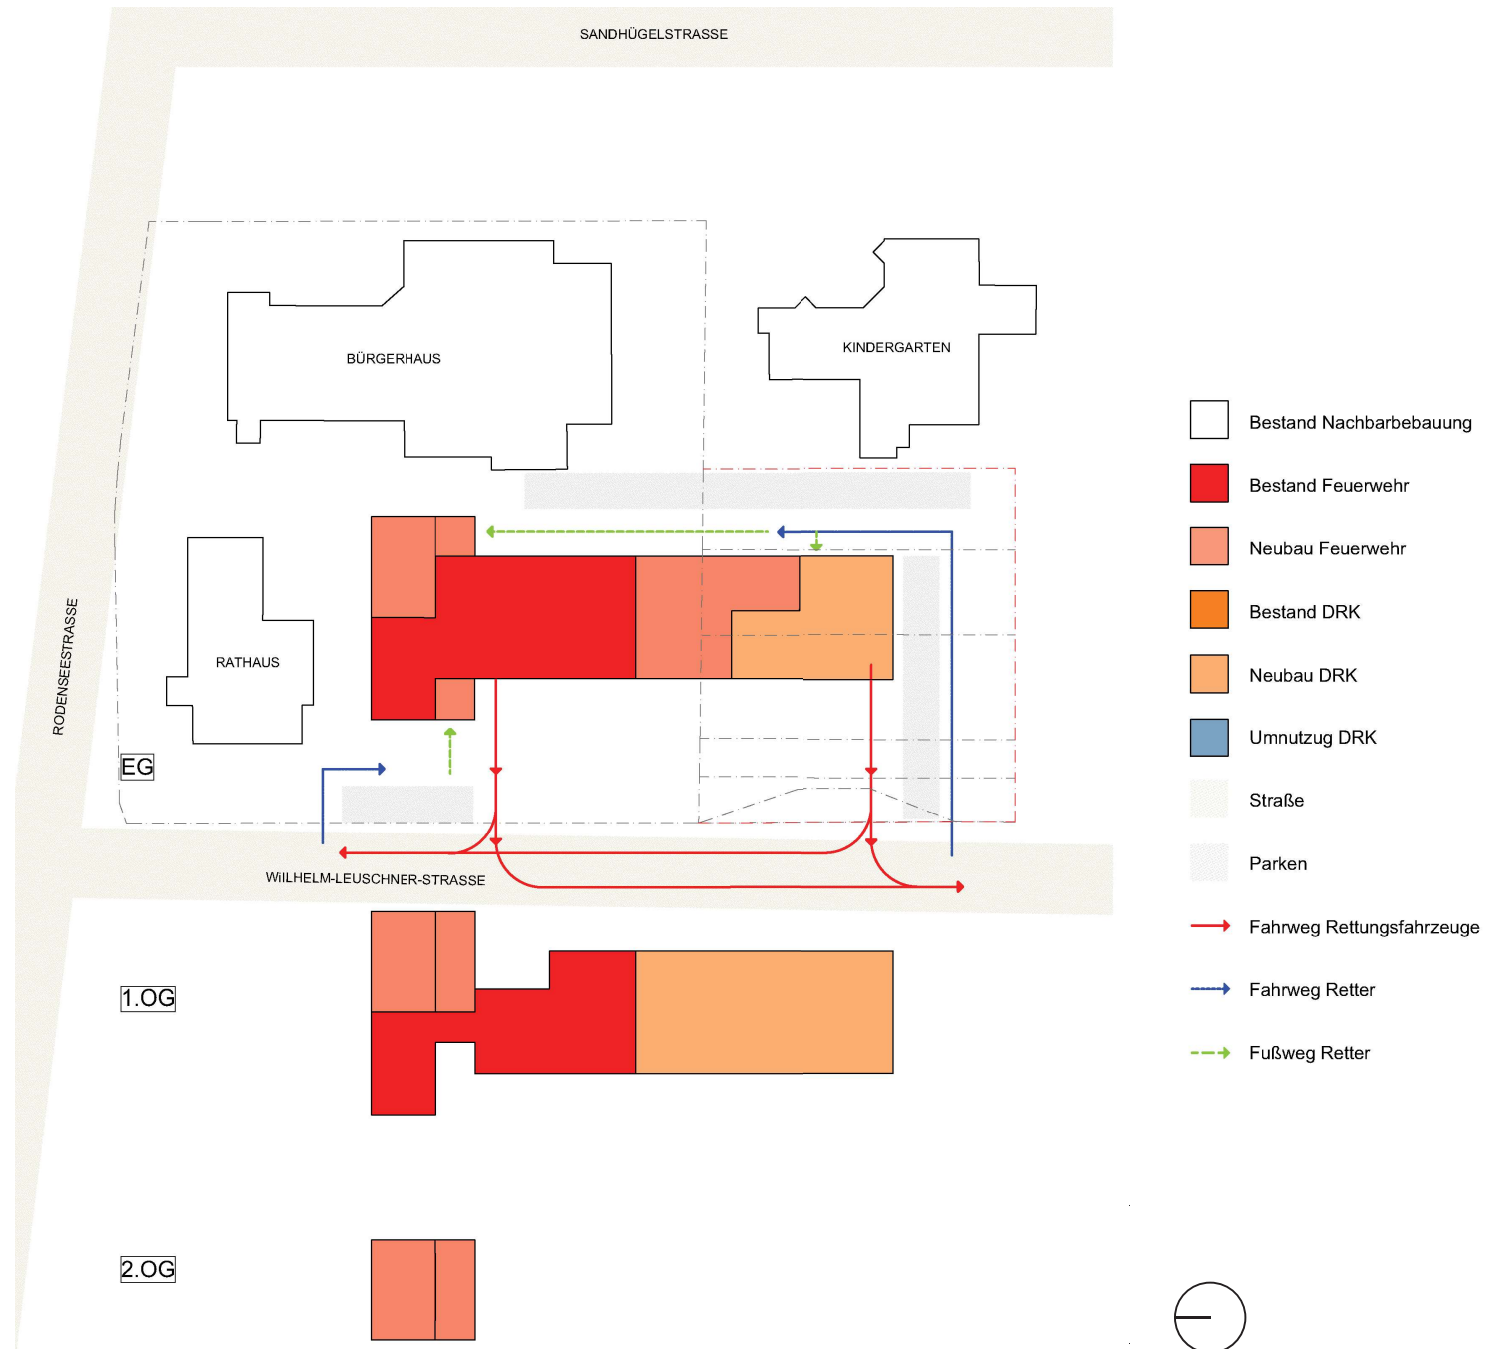 SANDHÜGELSTRASSE
BÜRGERHAUS
KINDERGARTEN
RATHAUS
RODENSEESTRASSE
EG
WIILHELM-LEUSCHNER-STRASSE
1.OG
2.OG
Bestand Nachbarbebauung
Bestand Feuerwehr
Neubau Feuerwehr
Bestand DRK
Neubau DRK
Umnutzug DRK
Straße
Parken
Fahrweg Rettungsfahrzeuge
Fahrweg Retter
Fußweg Retter